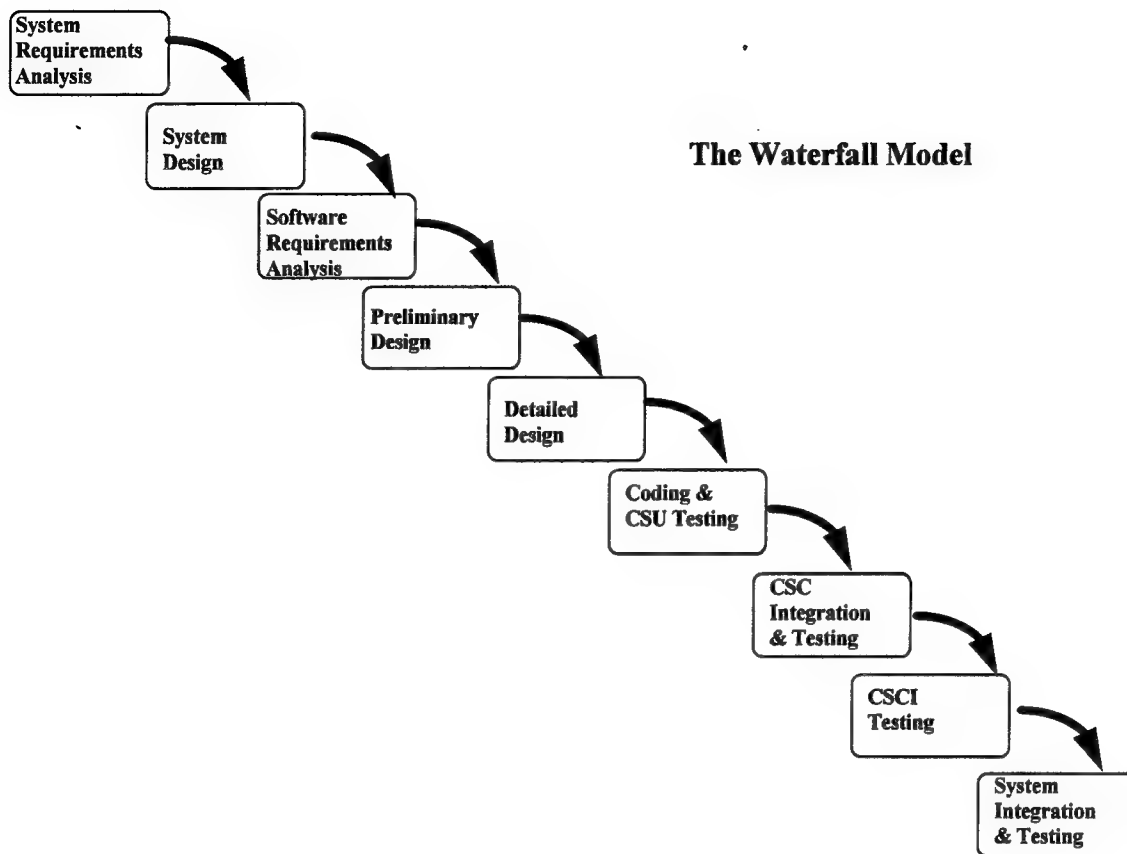 System
Requirements
Analysis
System
Design
The Waterfall Model
Software
Requirements
Analysis
Preliminary
Design
Detailed
Design
Coding &
CSU Testing
CSC
Integration
& Testing
CSCI
Testing
System
Integration
& Testing